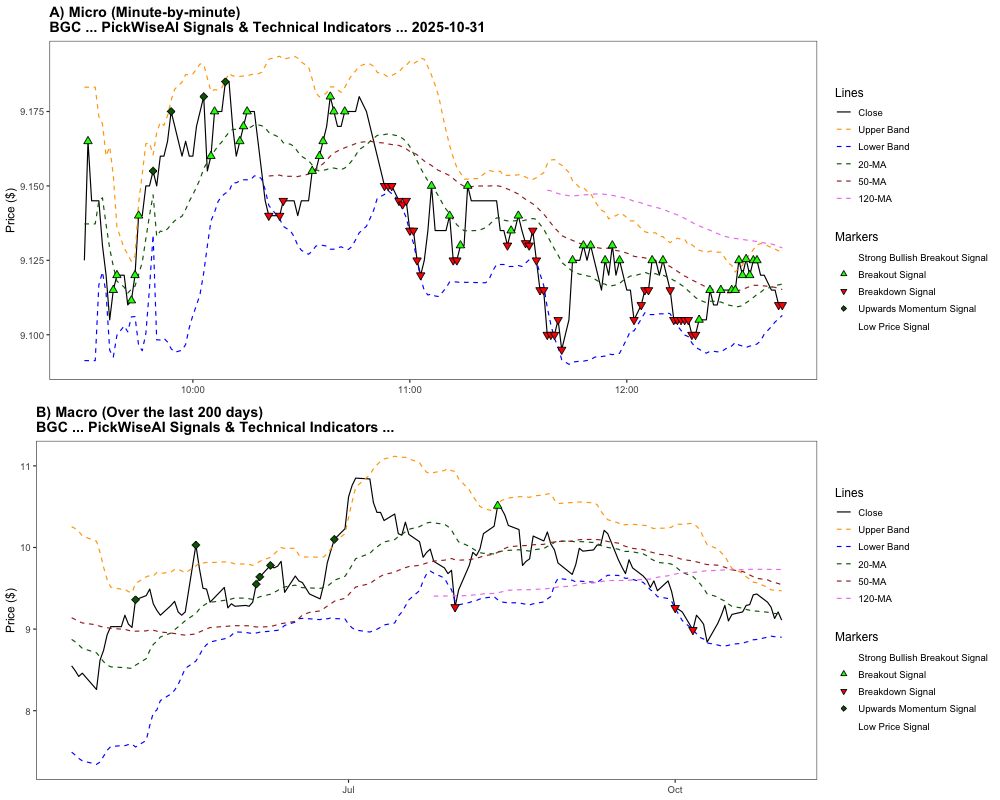 A) Micro (Minute-by-minute)
BGC ... PickWiseAI Signals & Technical Indicators ... 2025-10-31
Price ($)
9.175
9.150
9.125
9.100
10:00
11:00
12:00
Lines
Close
Upper Band
Lower Band
20-MA
50-MA
120-MA
Markers
Strong Bullish Breakout Signal
Breakout Signal
Breakdown Signal
Upwards Momentum Signal
Low Price Signal
B) Macro (Over the last 200 days)
BGC ... PickWiseAI Signals & Technical Indicators ...
Price ($)
11
10
9
8
Jul
Oct
Lines
Close
Upper Band
Lower Band
20-MA
50-MA
120-MA
Markers
Strong Bullish Breakout Signal
Breakout Signal
Breakdown Signal
Upwards Momentum Signal
Low Price Signal